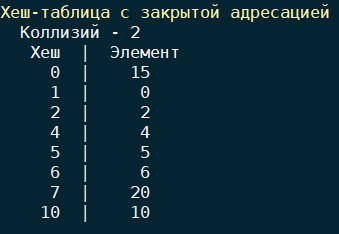 Хеш-таблица с закрытой адресацией
Коллизий - 2
Хеш | Элемент
0 | 15
1 | 0
2 | 2
4 | 4
5 | 5
6 | 6
7 | 20
10 | 10